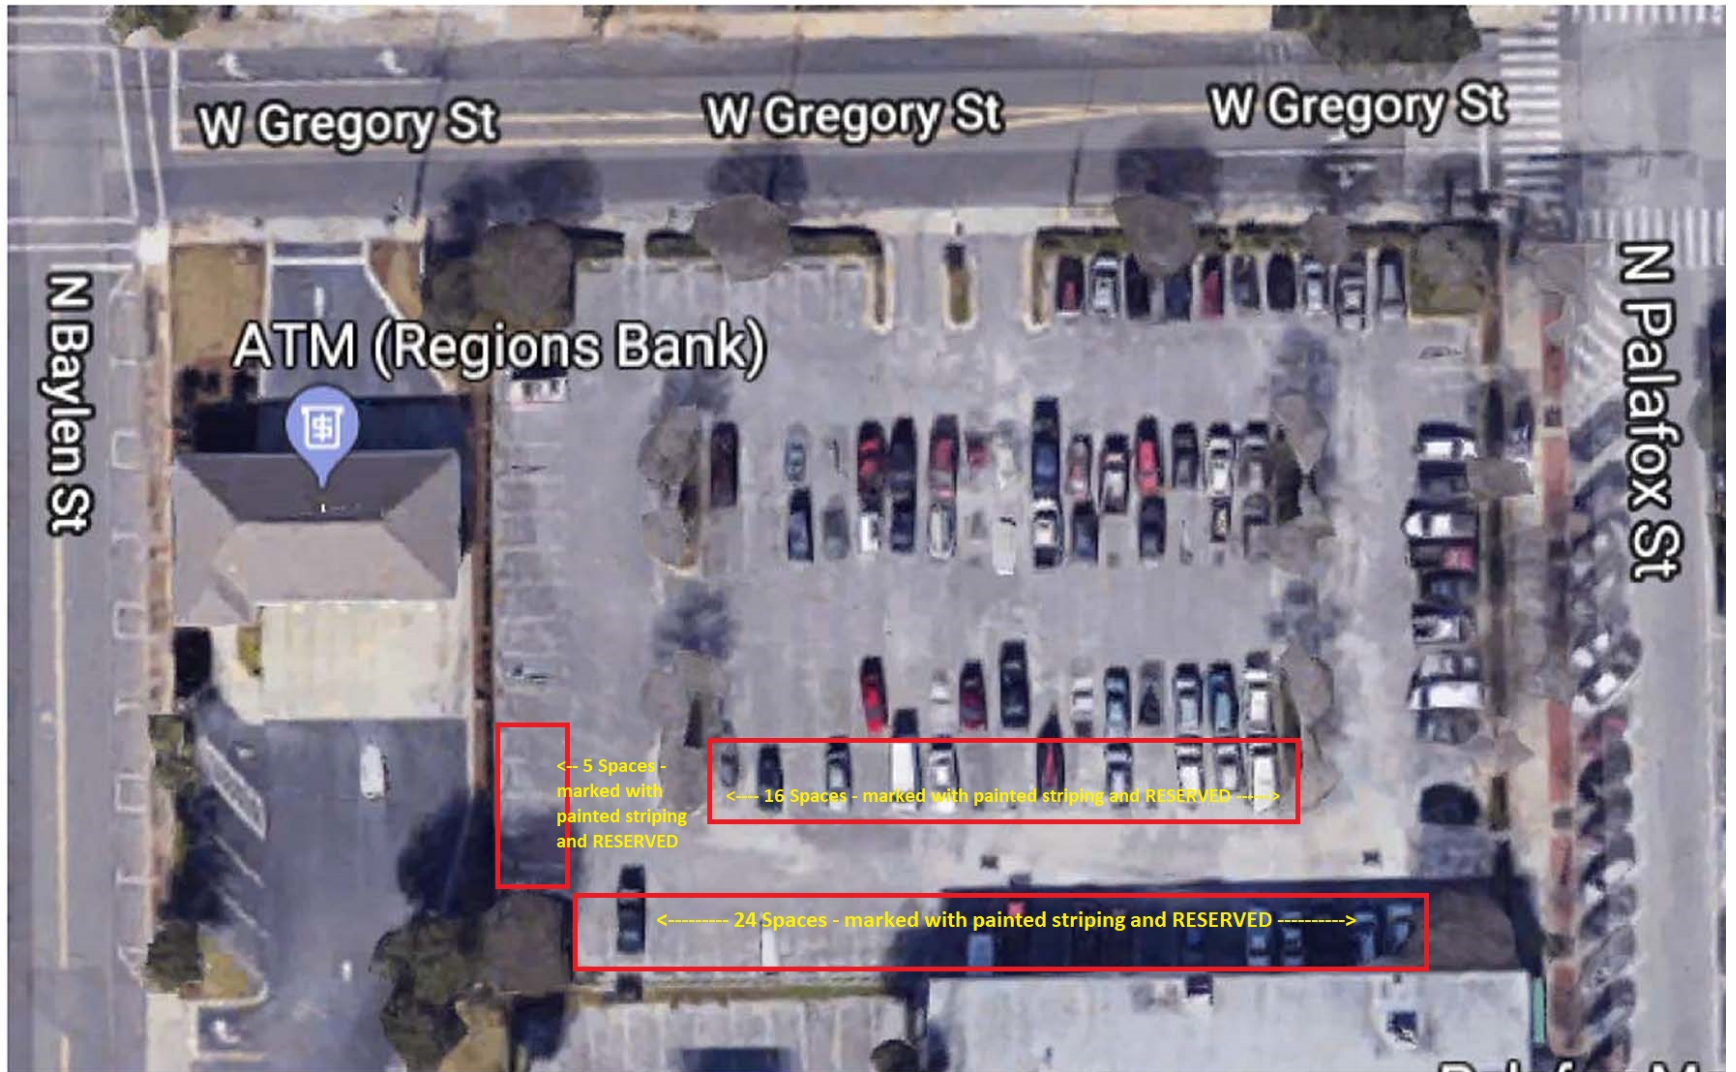 W Gregory St
W Gregory St
W Gregory St
N Baylen St
N Palafox St
ATM (Regions Bank)
$
<-- 5 Spaces -
marked with
painted striping
and RESERVED
<---- 16 Spaces - marked with painted striping and RESERVED ------>
<--------- 24 Spaces - marked with painted striping and RESERVED ---------->